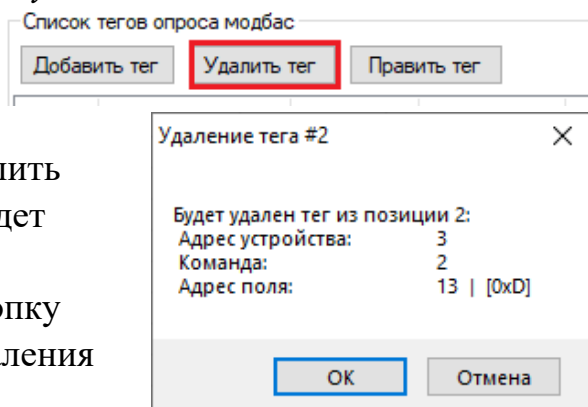 Список тегов опроса модбас
Добавить тег Удалить тег Править тег
Удаление тега #2
Будет удален тег из позиции 2:
Адрес устройства: 3
Команда: 2
Адрес поля: 13 | [0xD]
ОК Отмена